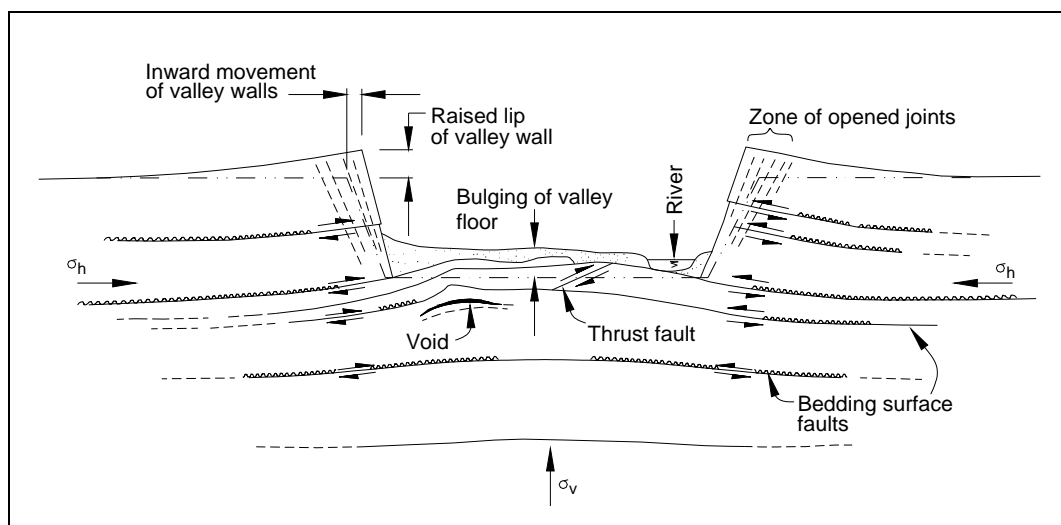 Inward movement
of valley walls
Raised lip
of valley wall
Zone of opened joints
Bulging of valley
floor
River
σh
σh
Void
Thrust fault
Bedding surface
faults
σv